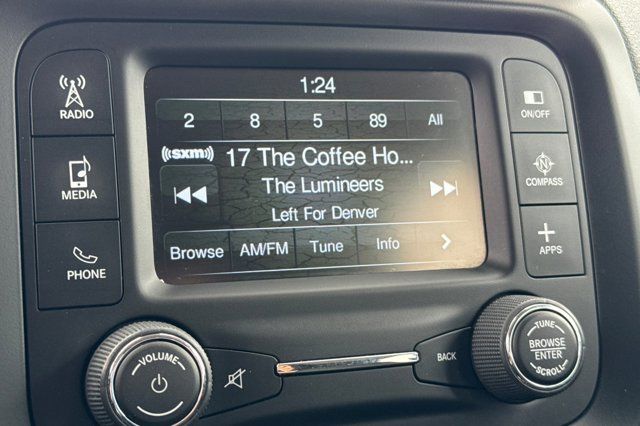 1:24
RADIO
2 8 5 89 All
ON/OFF
((sxm)) 17 The Coffee Ho...
MEDIA
The Lumineers
COMPASS
Left For Denver
PHONE
Browse AM/FM Tune Info >
APPS
VOLUME
BACK
TUNE
BROWSE
ENTER
SCROLL